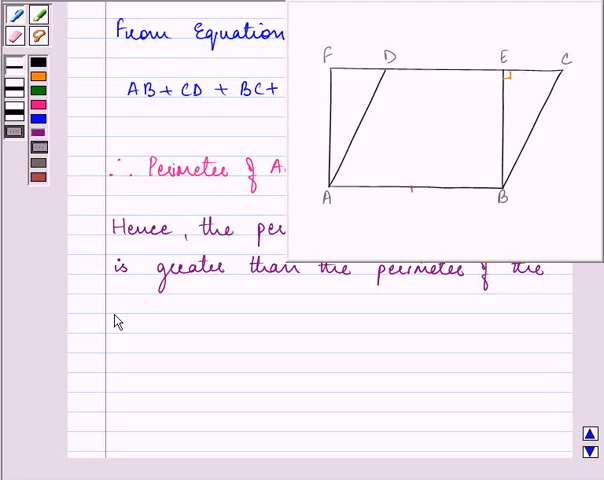 From Equation
AB + CD + BC +
∴ Perimeter of A
Hence, the per
is greater than the perimeter of the
F D E C
A B